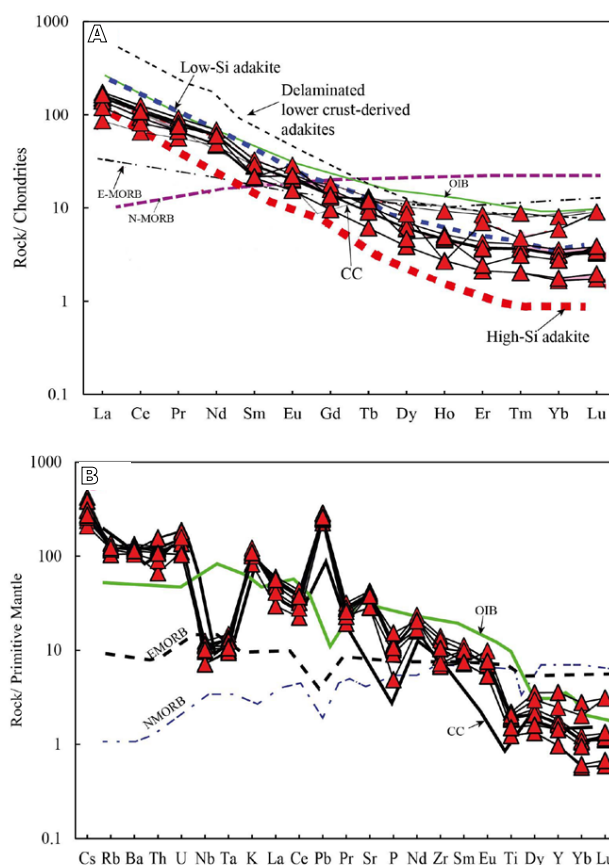 A
1000
100
10
1
0.1
Rock/ Chondrites
Low-Si adakite
Delaminated
lower crust-derived
adakites
E-MORB
N-MORB
OIB
CC
High-Si adakite
La Ce Pr Nd Sm Eu Gd Tb Dy Ho Er Tm Yb Lu
B
1000
100
10
1
0.1
Rock/ Primitive Mantle
OIB
EMORB
NMORB
CC
Cs Rb Ba Th U Nb Ta K La Ce Pb Pr Sr P Nd Zr Sm Eu Ti Dy Y Yb Lu